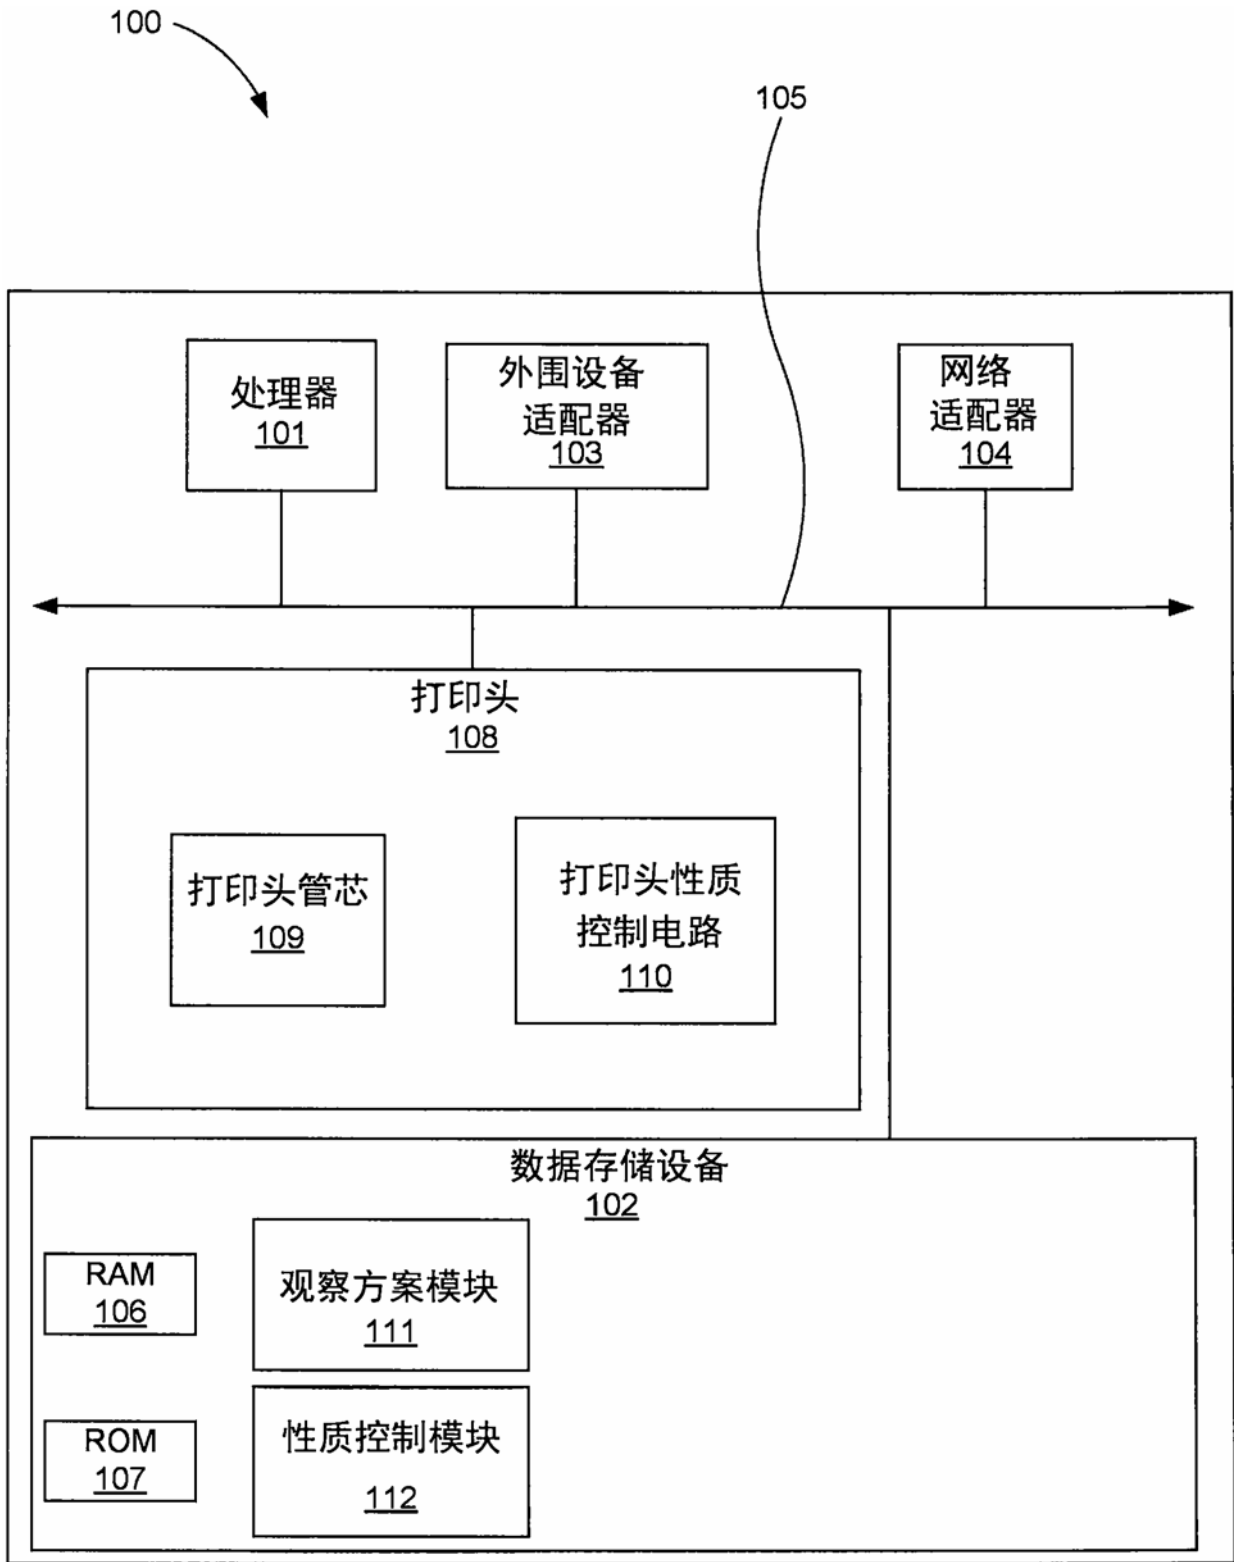 100
105
处理器
101
外围设备
适配器
103
网络
适配器
104
打印头
108
打印头管芯
109
打印头性质
控制电路
110
数据存储设备
102
RAM
106
观察方案模块
111
ROM
107
性质控制模块
112